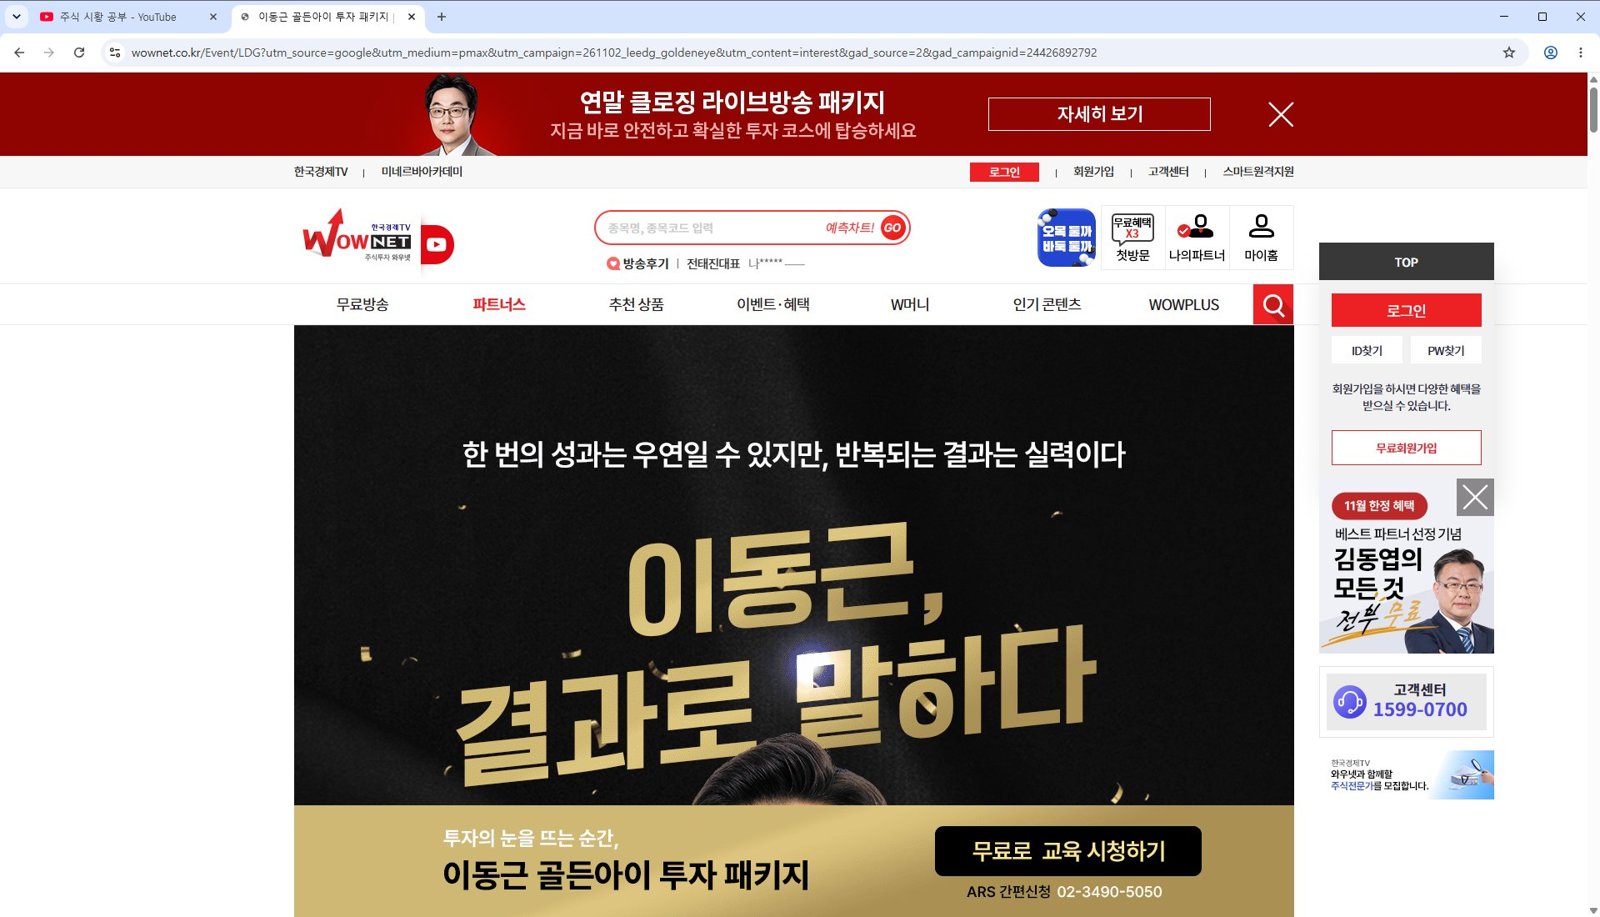 주식 시황 공부 - YouTube
이동근 골든아이 투자 패키지 |
wownet.co.kr/Event/LDG?utm_source=google&utm_medium=pmax&utm_campaign=261102_leedg_goldeneye&utm_content=interest&gad_source=2&gad_campaignid=24426892792
연말 클로징 라이브방송 패키지
지금 바로 안전하고 확실한 투자 코스에 탑승하세요
자세히 보기
한국경제TV | 미네르바아카데미
로그인 | 회원가입 | 고객센터 | 스마트원격지원
한국경제TV
WOWNET
주식투자 와우넷
종목명, 종목코드 입력
예측차트! GO
방송후기 | 전태진대표 나*****
오목 둘까
바둑 둘까
무료혜택
X3
첫방문
나의파트너
마이홈
무료방송
파트너스
추천 상품
이벤트·혜택
W머니
인기 콘텐츠
WOWPLUS
TOP
로그인
ID찾기
PW찾기
회원가입을 하시면 다양한 혜택을
받으실 수 있습니다.
무료회원가입
11월 한정 혜택
베스트 파트너 선정 기념
김동엽의
모든 것
전부 무료
고객센터
1599-0700
한국경제TV
와우넷과 함께할
주식전문가를 모집합니다.
한 번의 성과는 우연일 수 있지만, 반복되는 결과는 실력이다
이동근,
결과로 말하다
투자의 눈을 뜨는 순간,
이동근 골든아이 투자 패키지
무료로 교육 시청하기
ARS 간편신청 02-3490-5050